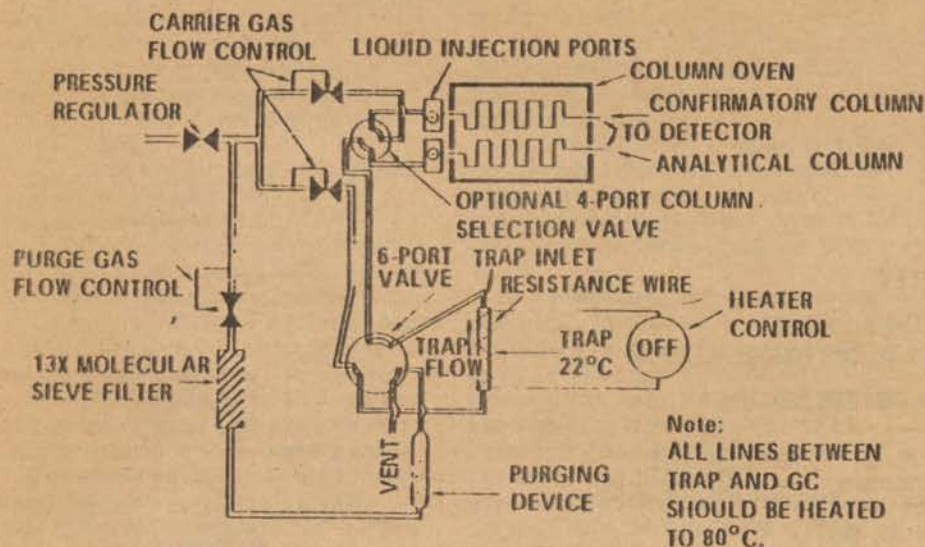 CARRIER GAS
FLOW CONTROL
LIQUID INJECTION PORTS
PRESSURE
REGULATOR
COLUMN OVEN
CONFIRMATORY COLUMN
TO DETECTOR
ANALYTICAL COLUMN
OPTIONAL 4-PORT COLUMN
SELECTION VALVE
PURGE GAS
FLOW CONTROL
6-PORT
VALVE
TRAP INLET
RESISTANCE WIRE
HEATER
CONTROL
TRAP
FLOW
TRAP
22°C
OFF
13X MOLECULAR
SIEVE FILTER
VENT
PURGING
DEVICE
Note:
ALL LINES BETWEEN
TRAP AND GC
SHOULD BE HEATED
TO 80°C.